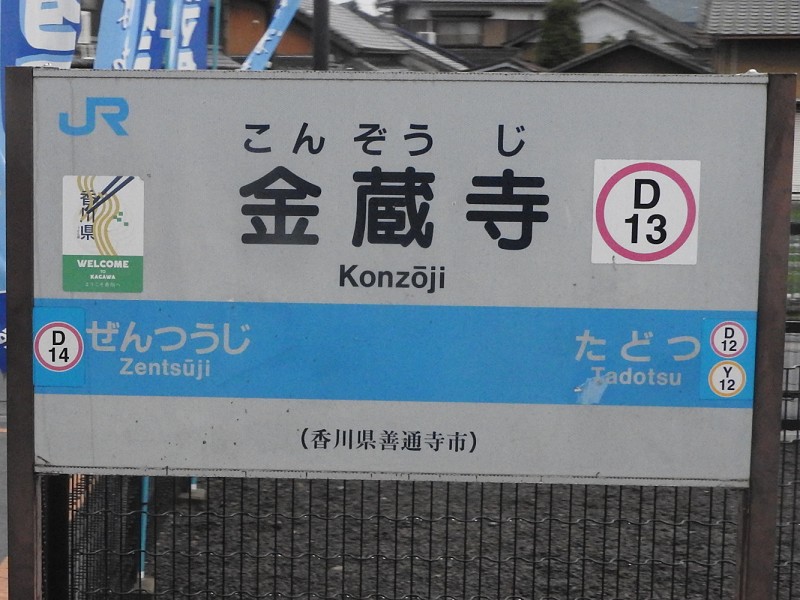 JR
こんぞうじ
金蔵寺
Konzōji
D
13
香川県
WELCOME
TO
KAGAWA
D
14
ぜんつうじ
Zentsūji
たどつ
Tadotsu
D
12
Y
12
(香川県善通寺市)